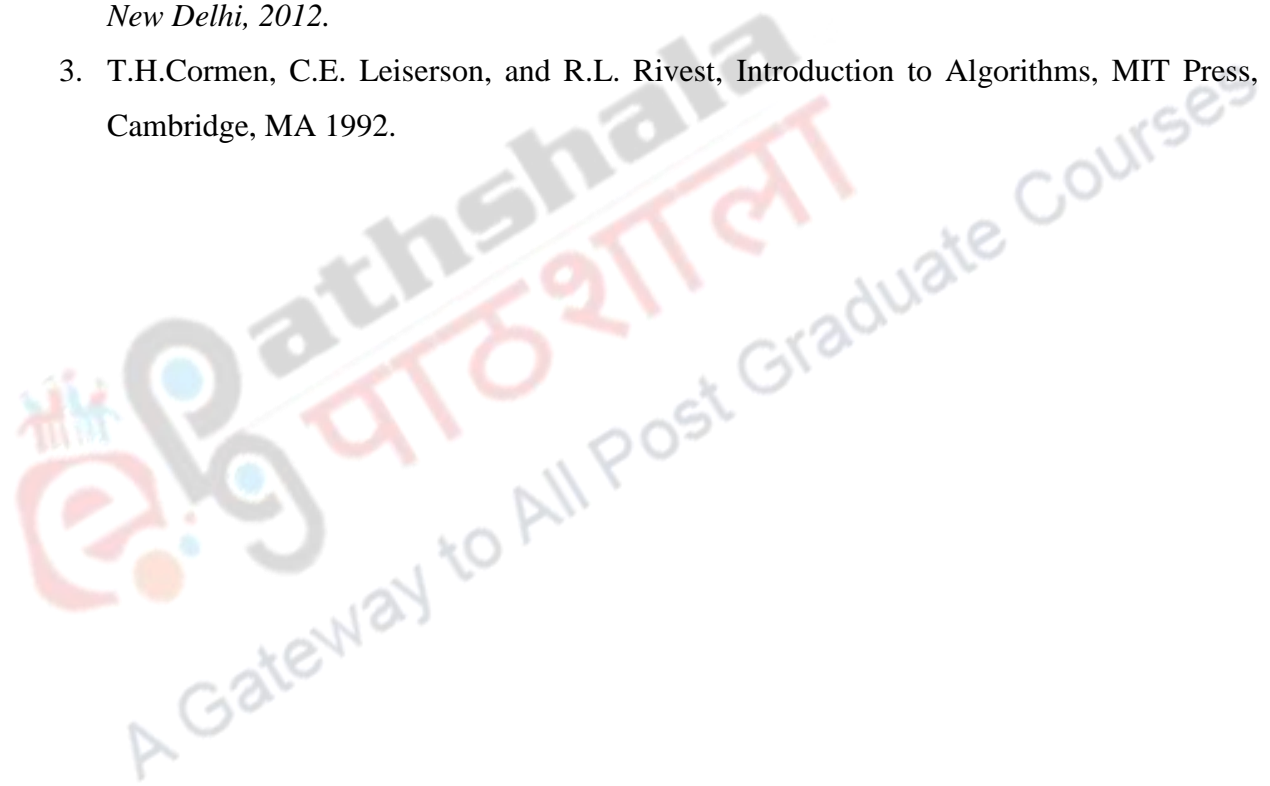 New Delhi, 2012.
3. T.H.Cormen, C.E. Leiserson, and R.L. Rivest, Introduction to Algorithms, MIT Press,
Cambridge, MA 1992.
e
Pathshala
पाठशाला
A Gateway to All Post Graduate Courses